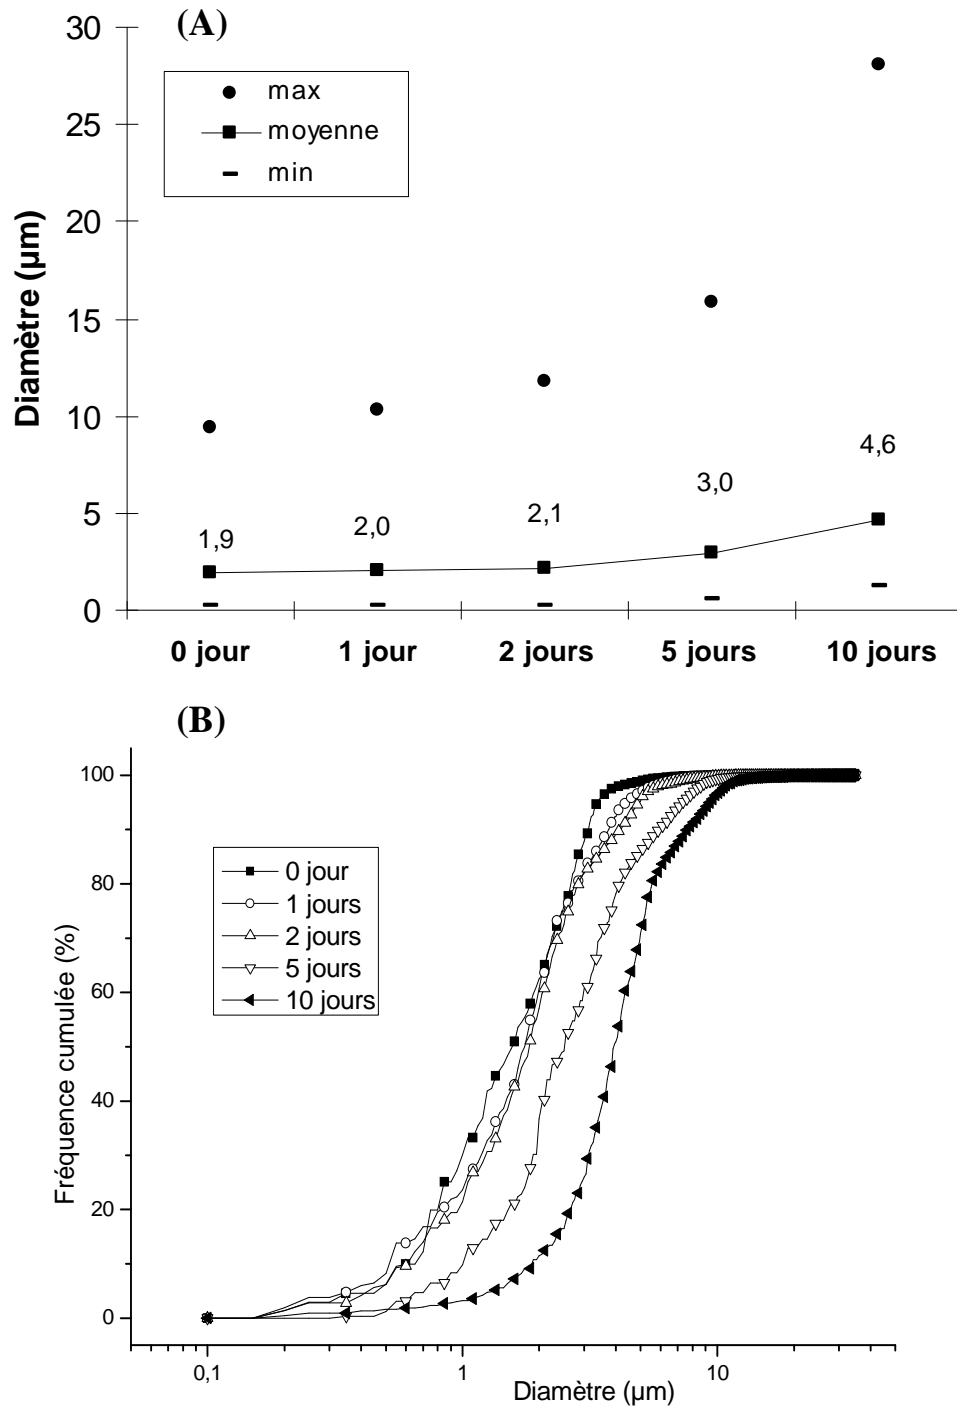 (A)
30
25
20
15
10
5
0
Diamètre (µm)
max
moyenne
min
1,9
2,0
2,1
3,0
4,6
0 jour
1 jour
2 jours
5 jours
10 jours
(B)
100
80
60
40
20
0
Fréquence cumulée (%)
0 jour
1 jours
2 jours
5 jours
10 jours
0,1
1
10
Diamètre (µm)